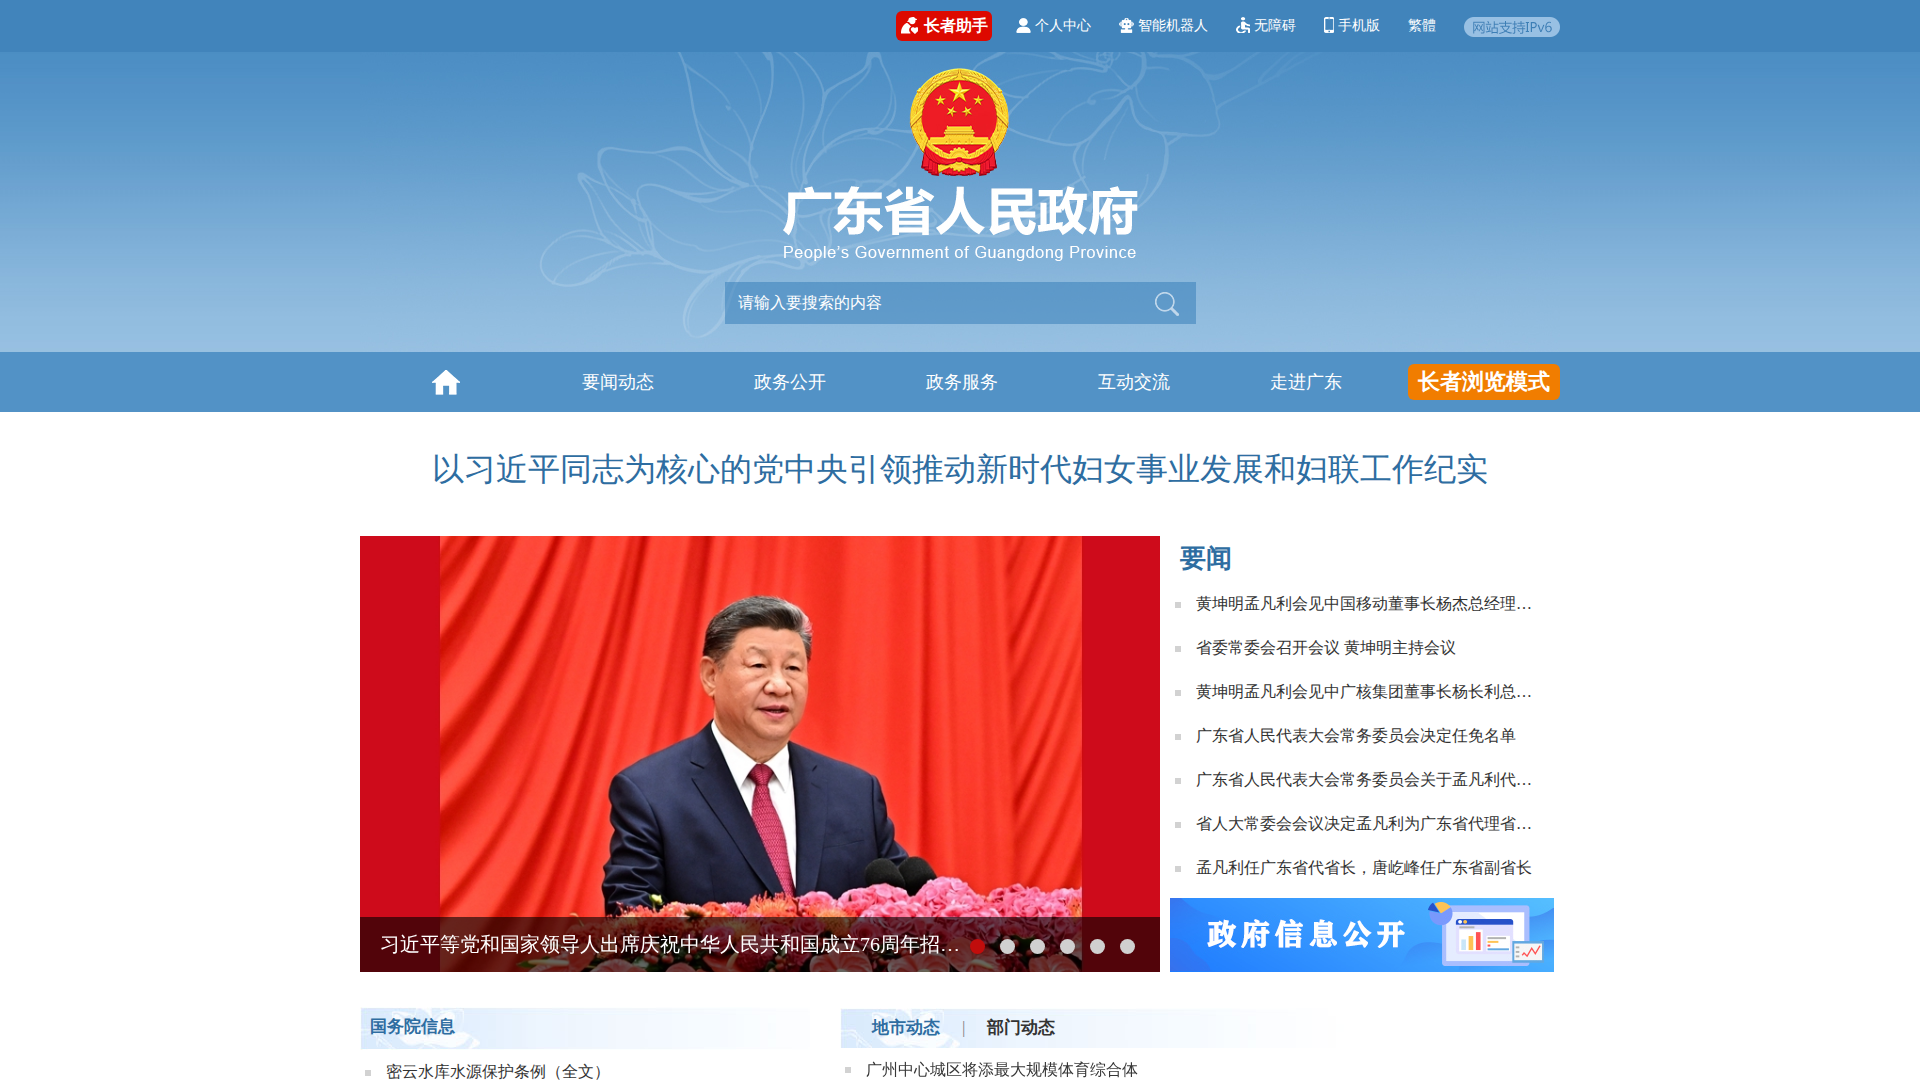 长者助手 个人中心 智能机器人 无障碍 手机版 繁體 网站支持IPv6
广东省人民政府
People's Government of Guangdong Province
请输入要搜索的内容
要闻动态 政务公开 政务服务 互动交流 走进广东 长者浏览模式
以习近平同志为核心的党中央引领推动新时代妇女事业发展和妇联工作纪实
习近平等党和国家领导人出席庆祝中华人民共和国成立76周年招…
要闻
黄坤明孟凡利会见中国移动董事长杨杰总经理…
省委常委会召开会议 黄坤明主持会议
黄坤明孟凡利会见中广核集团董事长杨长利总…
广东省人民代表大会常务委员会决定任免名单
广东省人民代表大会常务委员会关于孟凡利代…
省人大常委会会议决定孟凡利为广东省代理省…
孟凡利任广东省代省长，唐屹峰任广东省副省长
政府信息公开
国务院信息
密云水库水源保护条例（全文）
地市动态 | 部门动态
广州中心城区将添最大规模体育综合体